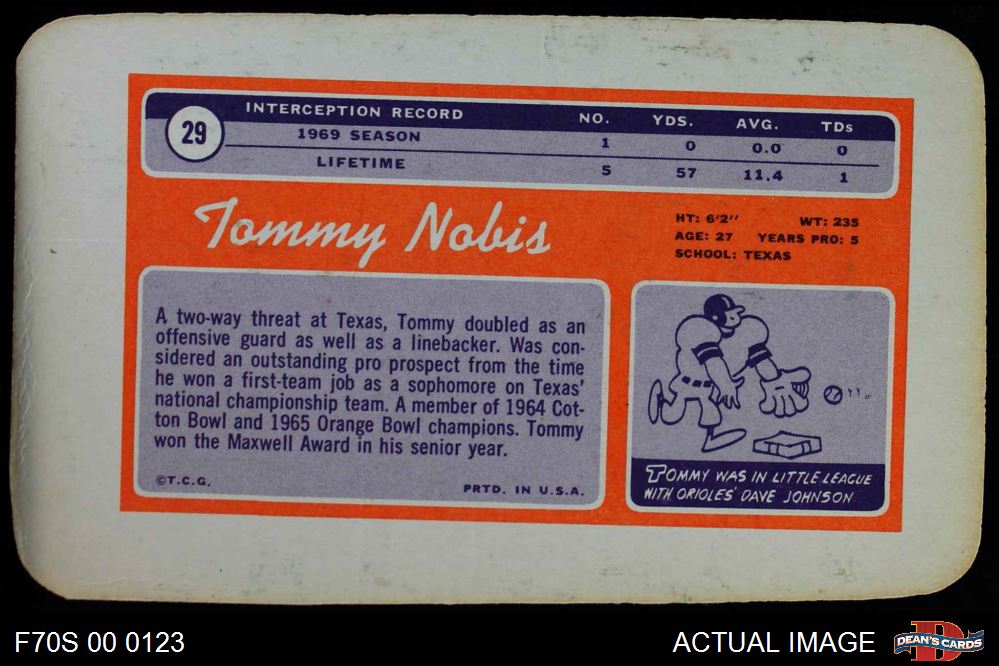 29
INTERCEPTION RECORD NO. YDS. AVG. TDs
1969 SEASON 1 0 0.0 0
LIFETIME 5 57 11.4 1
Tommy Nobis
HT: 6'2" WT: 235
AGE: 27 YEARS PRO: 5
SCHOOL: TEXAS
A two-way threat at Texas, Tommy doubled as an
offensive guard as well as a linebacker. Was con-
sidered an outstanding pro prospect from the time
he won a first-team job as a sophomore on Texas'
national championship team. A member of 1964 Cot-
ton Bowl and 1965 Orange Bowl champions. Tommy
won the Maxwell Award in his senior year.
©T.C.G. PRTD. IN U.S.A.
TOMMY WAS IN LITTLE LEAGUE
WITH ORIOLES' DAVE JOHNSON
F70S 00 0123
ACTUAL IMAGE
DEAN'S CARDS